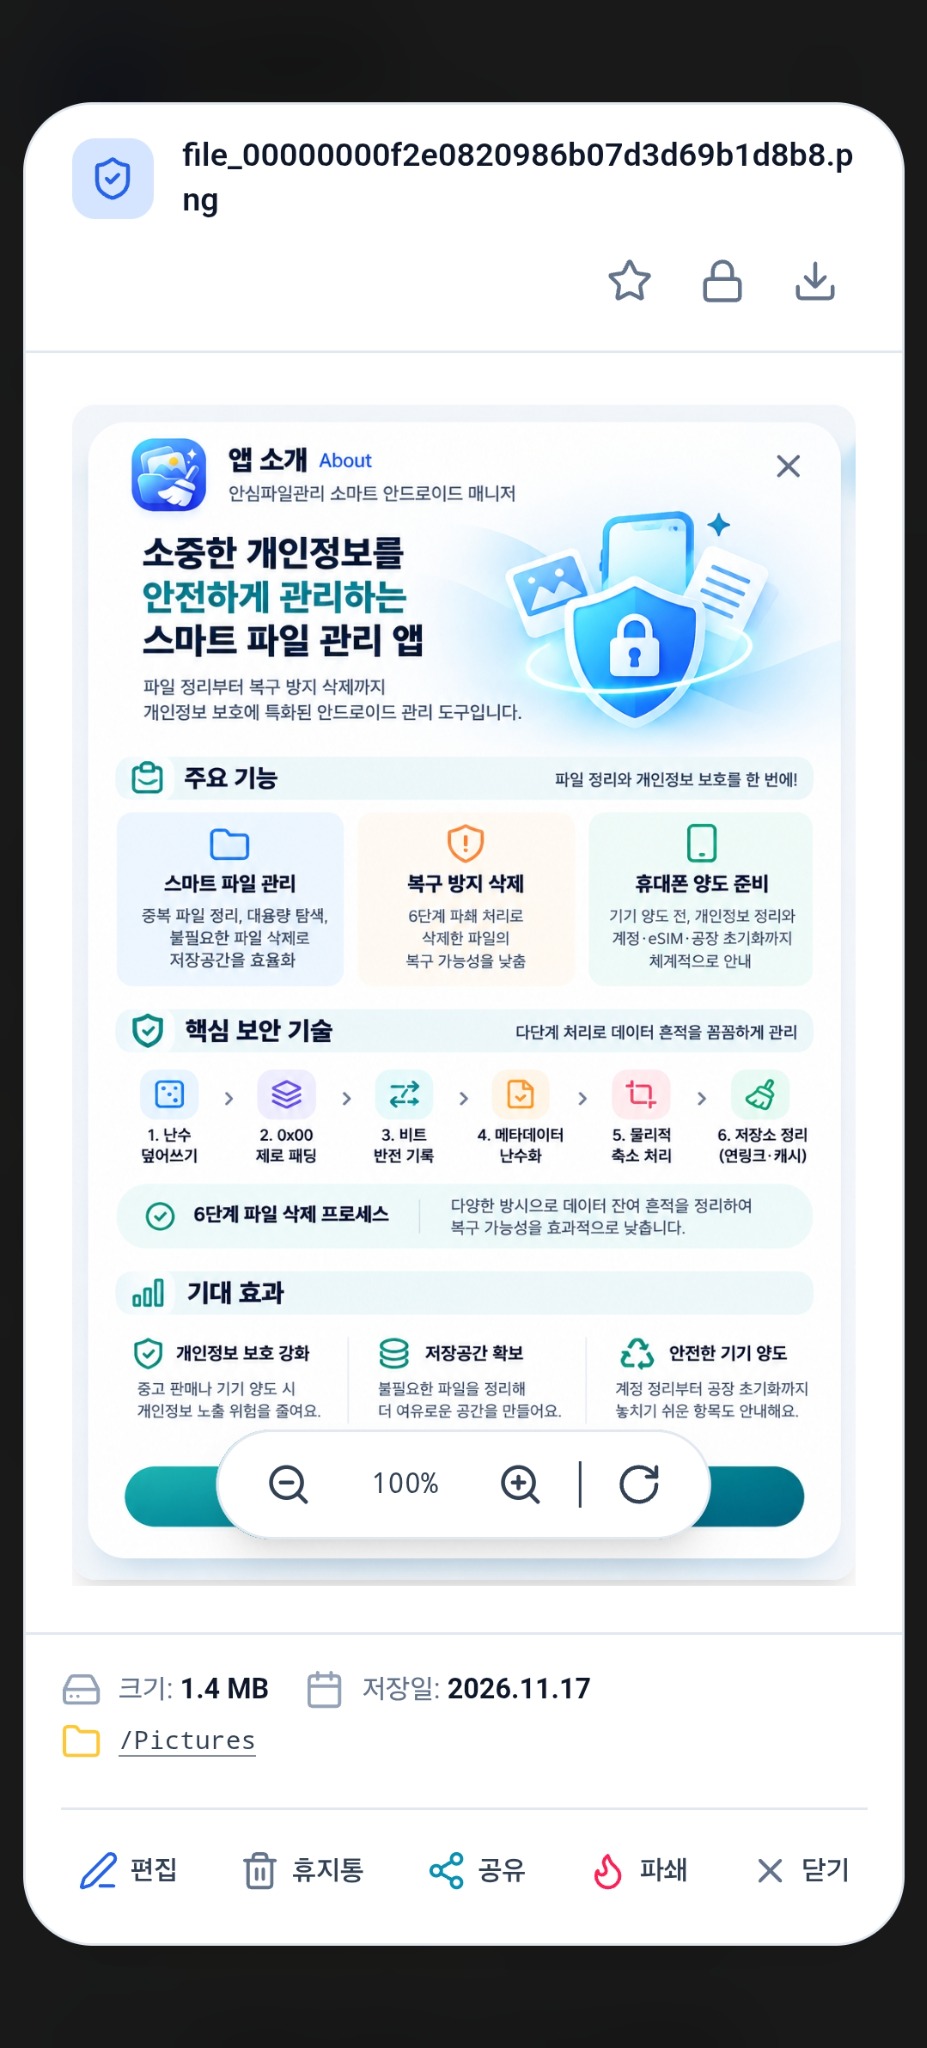 file_00000000f2e0820986b07d3d69b1d8b8.p
ng
앱 소개 About
안심파일관리 소마트 안드로이드 매니저
소중한 개인정보를
안전하게 관리하는
스마트 파일 관리 앱
파일 정리부터 복구 방지 삭제까지
개인정보 보호에 특화된 안드로이드 관리 도구입니다.
주요 기능
파일 정리와 개인정보 보호를 한 번에!
스마트 파일 관리
중복 파일 정리, 대용량 탐색,
불필요한 파일 삭제로
저장공간을 효율화
복구 방지 삭제
6단계 파쇄 처리로
삭제한 파일의
복구 가능성을 낮춤
휴대폰 양도 준비
기기 양도 전, 개인정보 정리와
계정·eSIM·공장 초기화까지
체계적으로 안내
핵심 보안 기술
다단계 처리로 데이터 흔적을 꼼꼼하게 관리
1. 난수
덮어쓰기
2. 0x00
제로 패딩
3. 비트
반전 기록
4. 메타데이터
난수화
5. 물리적
축소 처리
6. 저장소 정리
(연링크·캐시)
6단계 파일 삭제 프로세스
다양한 방시으로 데이터 잔여 흔적을 정리하여
복구 가능성을 효과적으로 낮춥니다.
기대 효과
개인정보 보호 강화
중고 판매나 기기 양도 시
개인정보 노출 위험을 줄여요.
저장공간 확보
불필요한 파일을 정리해
더 여유로운 공간을 만들어요.
안전한 기기 양도
계정 정리부터 공장 초기화까지
놓치기 쉬운 항목도 안내해요.
100%
크기: 1.4 MB
저장일: 2026.11.17
/Pictures
편집
휴지통
공유
파쇄
닫기